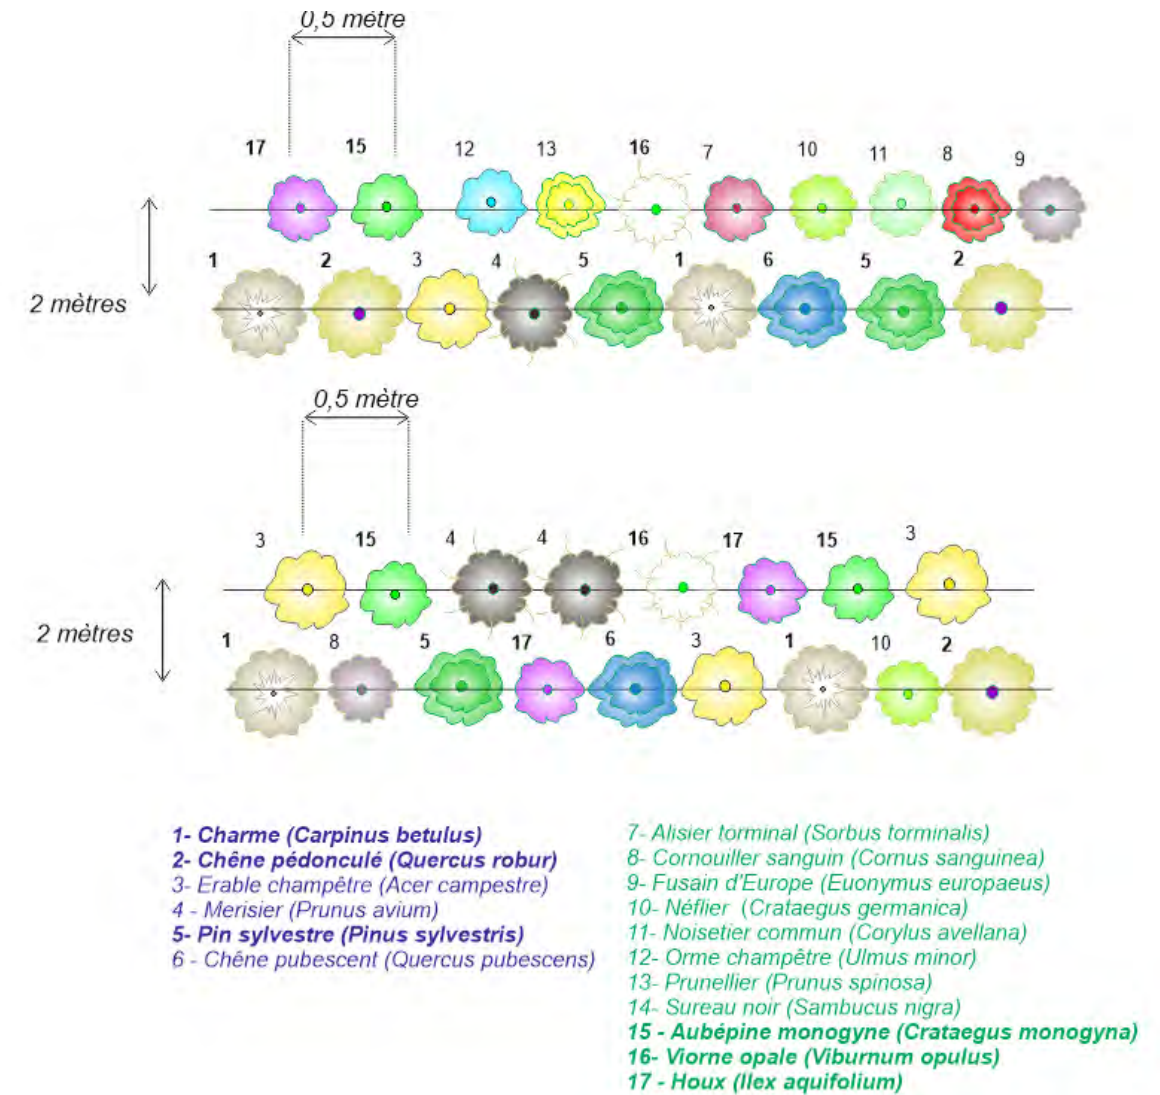 0,5 mètre
17 15 12 13 16 7 10 11 8 9
2 mètres
1 2 3 4 5 1 6 5 2
0,5 mètre
3 15 4 4 16 17 15 3
2 mètres
1 8 5 17 6 3 1 10 2
1- Charme (Carpinus betulus)
2- Chêne pédonculé (Quercus robur)
3- Erable champêtre (Acer campestre)
4 - Merisier (Prunus avium)
5- Pin sylvestre (Pinus sylvestris)
6 - Chêne pubescent (Quercus pubescens)
7- Alisier torminal (Sorbus torminalis)
8- Cornouiller sanguin (Cornus sanguinea)
9- Fusain d'Europe (Euonymus europaeus)
10- Néflier (Crataegus germanica)
11- Noisetier commun (Corylus avellana)
12- Orme champêtre (Ulmus minor)
13- Prunellier (Prunus spinosa)
14- Sureau noir (Sambucus nigra)
15 - Aubépine monogyne (Crataegus monogyna)
16- Viorne opale (Viburnum opulus)
17 - Houx (Ilex aquifolium)